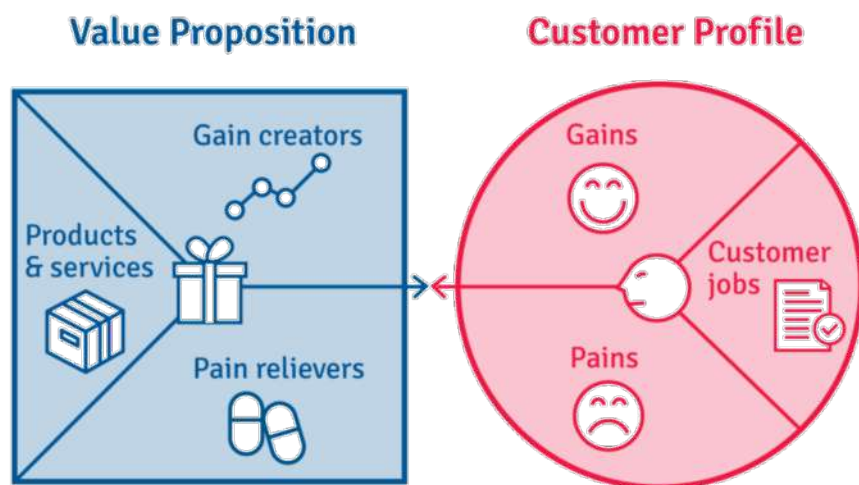 Value Proposition
Customer Profile
Gain creators
Products
& services
Pain relievers
Gains
Customer
jobs
Pains